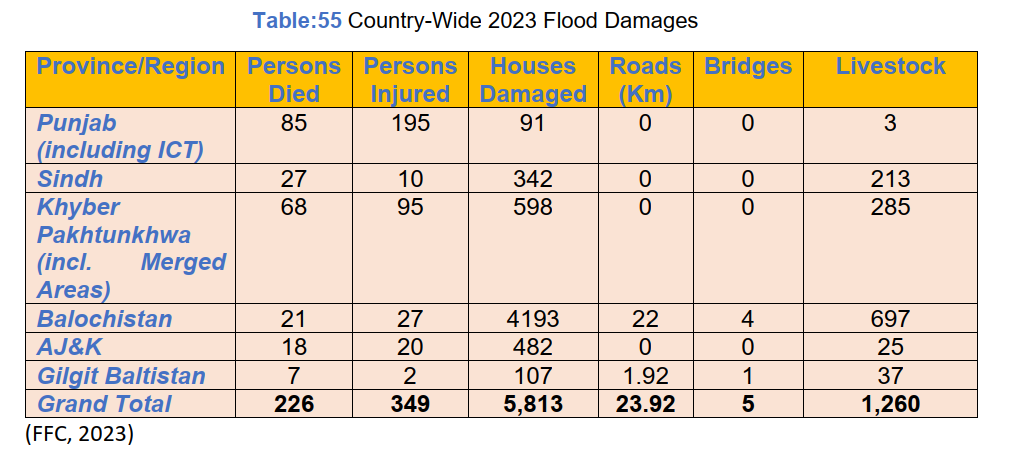 Table:55 Country-Wide 2023 Flood Damages
Province/Region Persons Died Persons Injured Houses Damaged Roads (Km) Bridges Livestock
Punjab (including ICT) 85 195 91 0 0 3
Sindh 27 10 342 0 0 213
Khyber Pakhtunkhwa (incl. Merged Areas) 68 95 598 0 0 285
Balochistan 21 27 4193 22 4 697
AJ&K 18 20 482 0 0 25
Gilgit Baltistan 7 2 107 1.92 1 37
Grand Total 226 349 5,813 23.92 5 1,260
(FFC, 2023)